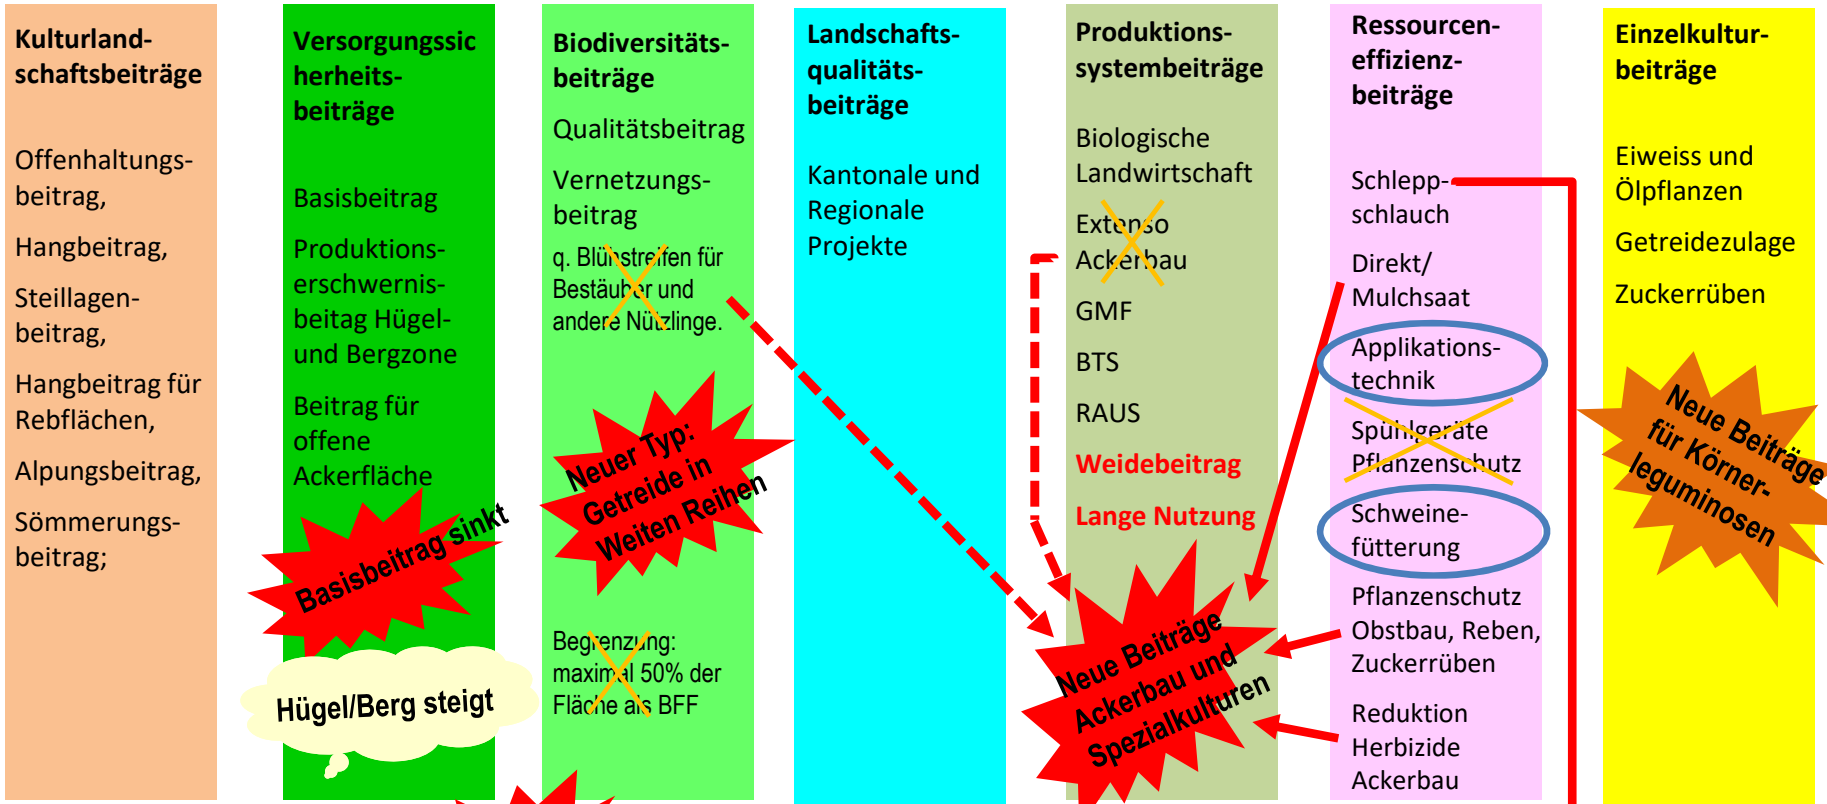 Kulturland-
schaftsbeiträge
Offenhaltungs-
beitrag,
Hangbeitrag,
Steillagen-
beitrag,
Hangbeitrag für
Rebflächen,
Alpungsbeitrag,
Sömmerungs-
beitrag;
Versorgungssic
herheits-
beiträge
Basisbeitrag
Produktions-
erschwernis-
beitag Hügel-
und Bergzone
Beitrag für
offene
Ackerfläche
Basisbeitrag sinkt
Hügel/Berg steigt
Biodiversitäts-
beiträge
Qualitätsbeitrag
Vernetzungs-
beitrag
q. Blühstreifen für
Bestäuber und
andere Nützlinge.
Neuer Typ:
Getreide in
Weiten Reihen
Begrenzung:
maximal 50% der
Fläche als BFF
Landschafts-
qualitäts-
beiträge
Kantonale und
Regionale
Projekte
Produktions-
systembeiträge
Biologische
Landwirtschaft
Extenso
Ackerbau
GMF
BTS
RAUS
Weidebeitrag
Lange Nutzung
Neue Beiträge
Ackerbau und
Spezialkulturen
Ressourcen-
effizienz-
beiträge
Schlepp-
schlauch
Direkt/
Mulchsaat
Applikations-
technik
Spühlgeräte
Pflanzenschutz
Schweine-
fütterung
Pflanzenschutz
Obstbau, Reben,
Zuckerrüben
Reduktion
Herbizide
Ackerbau
Einzelkultur-
beiträge
Eiweiss und
Ölpflanzen
Getreidezulage
Zuckerrüben
Neue Beiträge
für Körner-
leguminosen